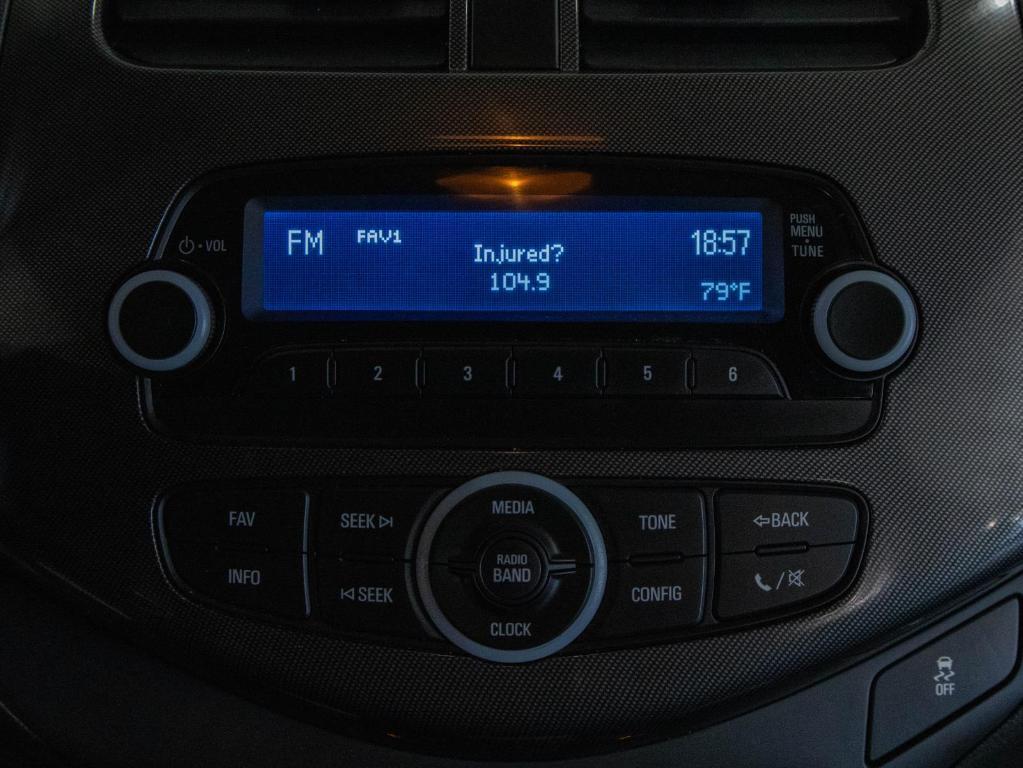 VOL
FM FAV1 Injured? 18:57
104.9 79°F
PUSH
MENU
TUNE
1 2 3 4 5 6
FAV SEEK MEDIA TONE BACK
RADIO
BAND
INFO SEEK CLOCK CONFIG
OFF